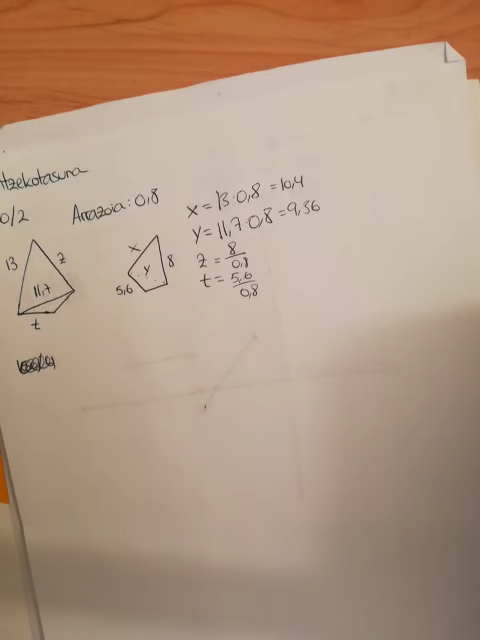 ntzekotasuna
0/2 Arrazoia: 0,8
x = 13 · 0,8 = 10,4
y = 11,7 · 0,8 = 9,36
z = 8/0,8
t = 5,6/0,8
13 z
11,7
t
x
y 8
5,6